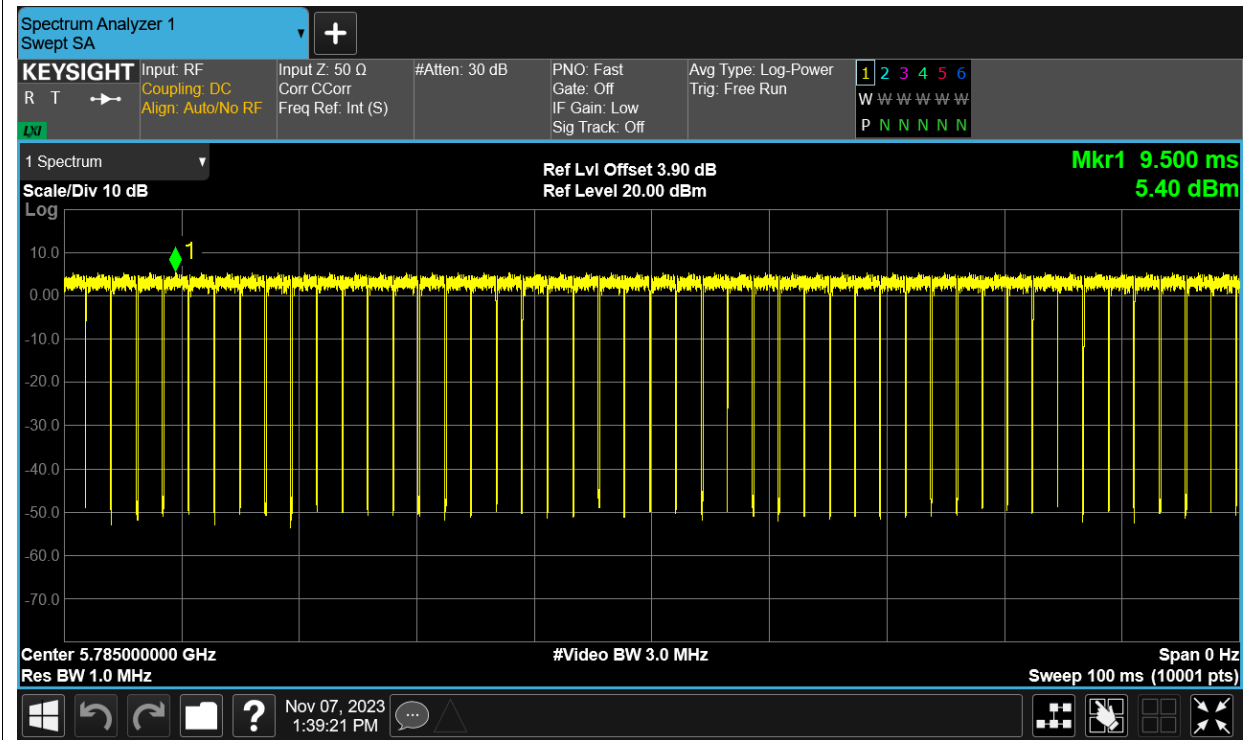 Spectrum Analyzer 1
Swept SA
KEYSIGHT
R T
LXI
Input: RF
Coupling: DC
Align: Auto/No RF
Input Z: 50 Ω
Corr CCorr
Freq Ref: Int (S)
#Atten: 30 dB
PNO: Fast
Gate: Off
IF Gain: Low
Sig Track: Off
Avg Type: Log-Power
Trig: Free Run
1 2 3 4 5 6
W W W W W W
P N N N N N
1 Spectrum
Scale/Div 10 dB
Log
Ref Lvl Offset 3.90 dB
Ref Level 20.00 dBm
Mkr1 9.500 ms
5.40 dBm
1
10.0
0.00
-10.0
-20.0
-30.0
-40.0
-50.0
-60.0
-70.0
Center 5.785000000 GHz
Res BW 1.0 MHz
#Video BW 3.0 MHz
Span 0 Hz
Sweep 100 ms (10001 pts)
?
Nov 07, 2023
1:39:21 PM